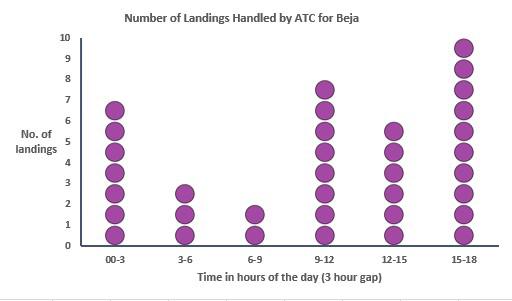 Number of Landings Handled by ATC for Beja
10
9
8
7
6
5
4
3
2
1
0
No. of
landings
00-3 3-6 6-9 9-12 12-15 15-18
Time in hours of the day (3 hour gap)